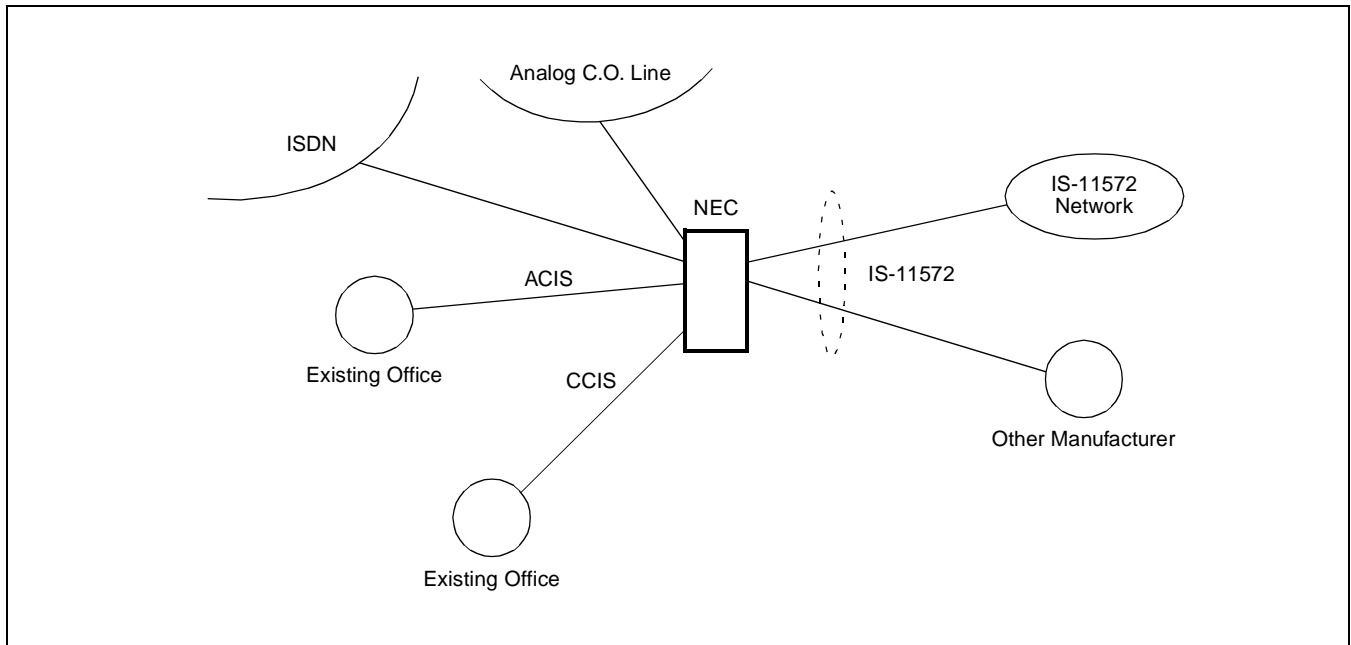 Analog C.O. Line
ISDN
IS-11572
Network
NEC
ACIS
IS-11572
Existing Office
CCIS
Other Manufacturer
Existing Office